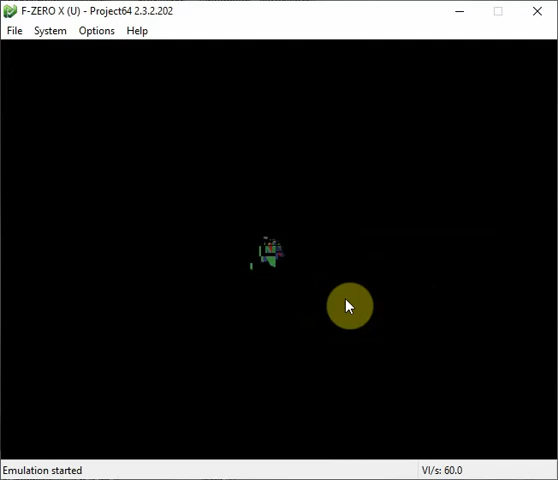 F-ZERO X (U) - Project64 2.3.2.202
File System Options Help
Emulation started VI/s: 60.0